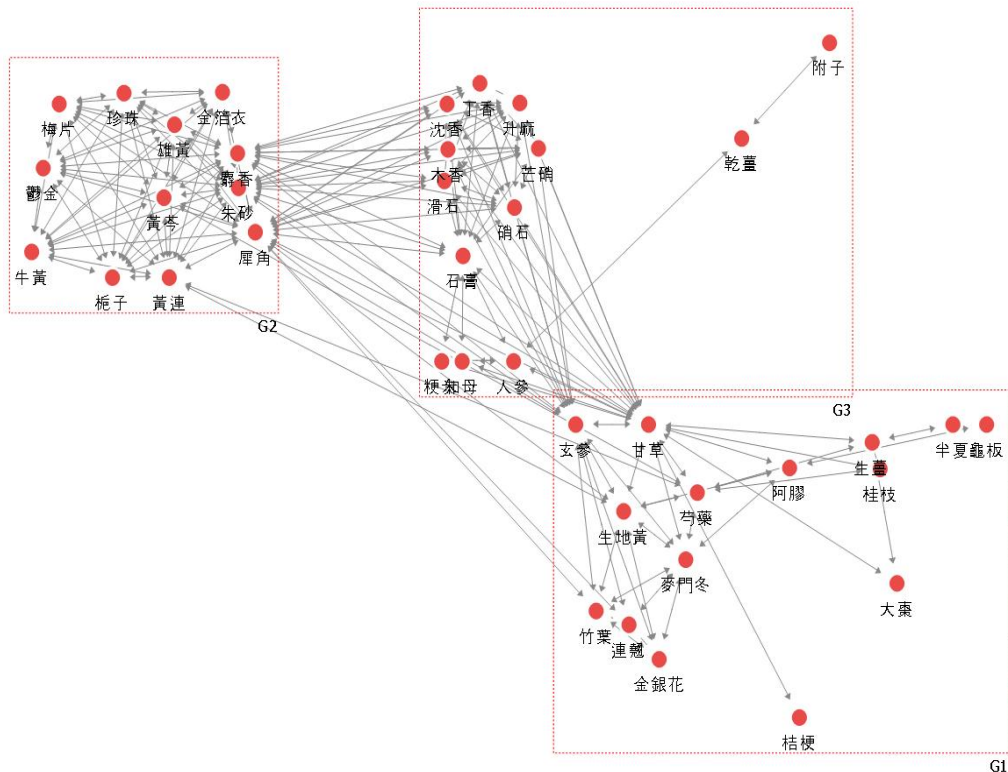 附子
丁香
梅片
珍珠
金箔衣
沈香
升麻
雄黃
乾薑
麝香
木香
芒硝
鬱金
黃芩
朱砂
滑石
硝石
犀角
牛黃
石膏
梔子
黃連
G2
知母
人參
G3
玄參
甘草
半夏
龜板
生薑
桂枝
阿膠
芍藥
生地黃
麥門冬
大棗
竹葉
連翹
金銀花
桔梗
G1